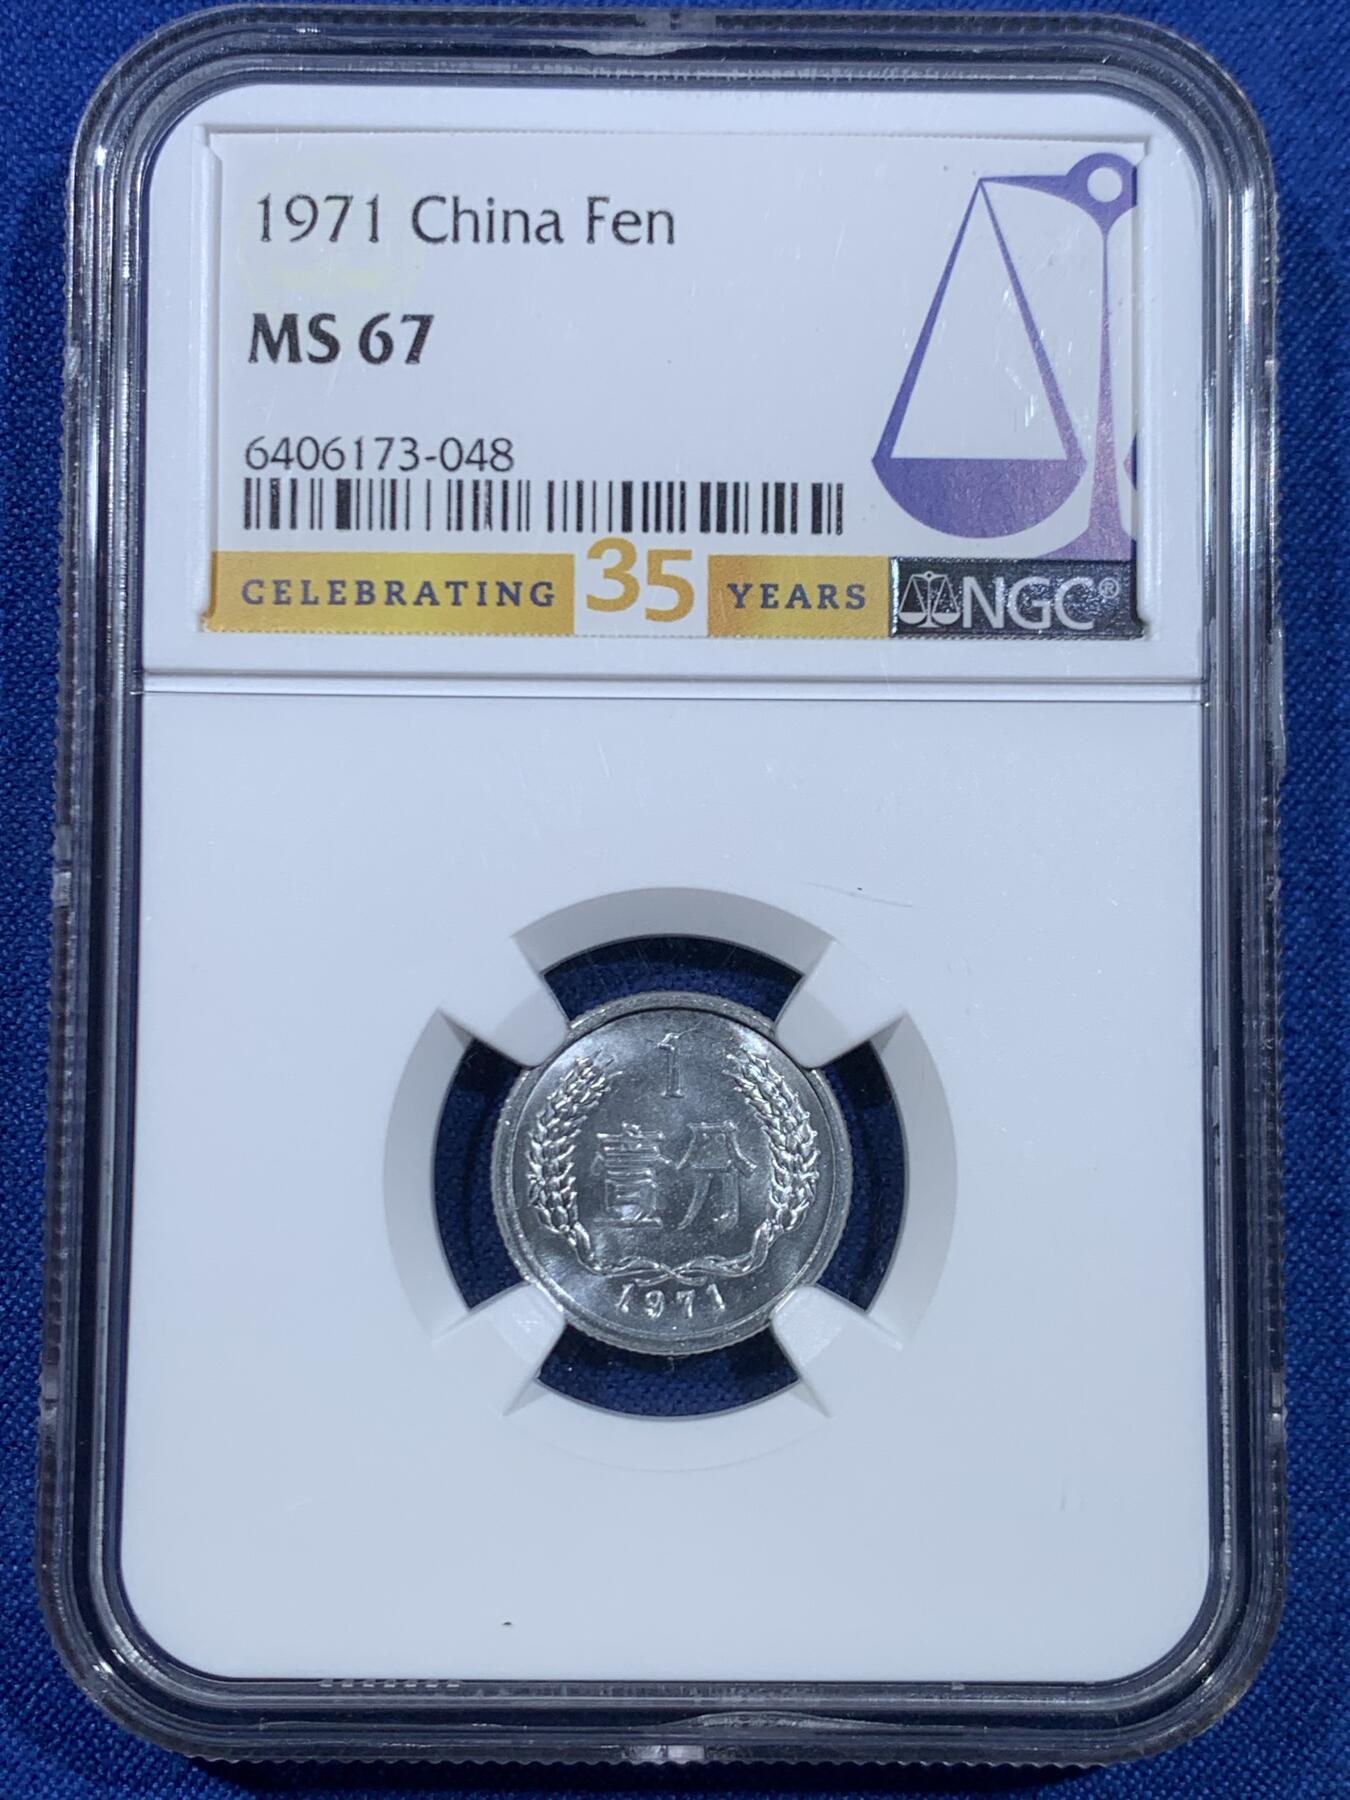 1971 China Fen
MS 67
6406173-048
CELEBRATING 35 YEARS
NGC®
1
壹分
1971